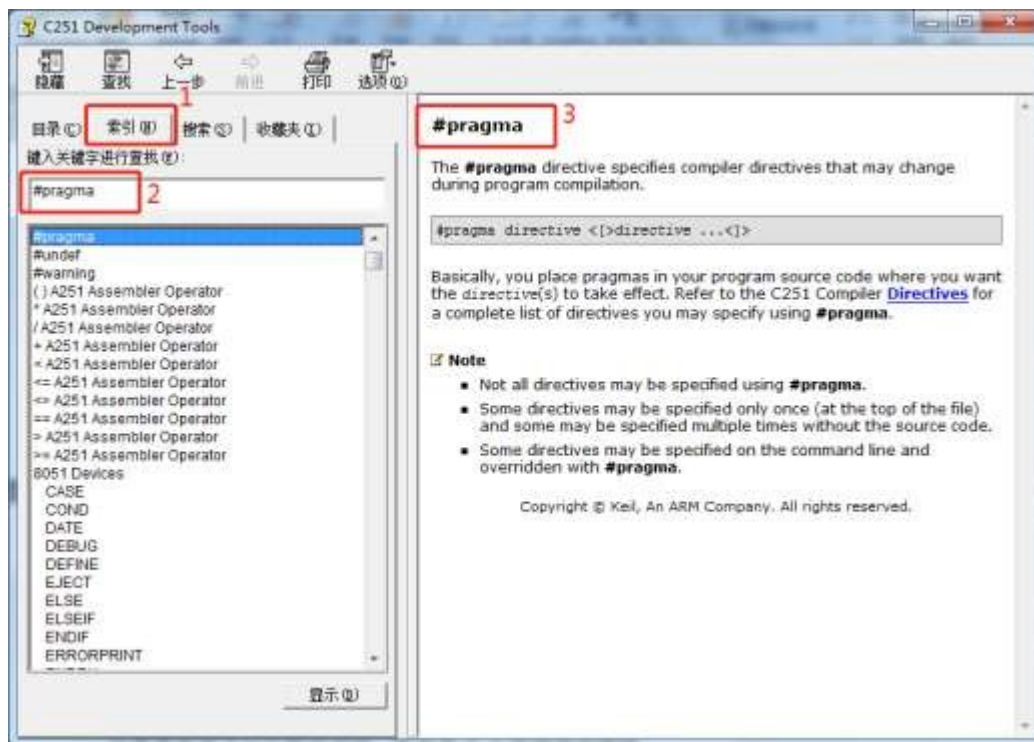 C251 Development Tools
隐藏 查找 上一步 前进 打印 选项(O)
1
目录(C) 索引(N) 搜索(S) 收藏夹(I)
键入关键字进行查找(F):
#pragma 2
#pragma
#undef
#warning
( ) A251 Assembler Operator
* A251 Assembler Operator
/ A251 Assembler Operator
+ A251 Assembler Operator
< A251 Assembler Operator
<= A251 Assembler Operator
<> A251 Assembler Operator
== A251 Assembler Operator
> A251 Assembler Operator
>= A251 Assembler Operator
8051 Devices
CASE
COND
DATE
DEBUG
DEFINE
EJECT
ELSE
ELSEIF
ENDIF
ERRORPRINT
显示(D)
#pragma 3
The #pragma directive specifies compiler directives that may change
during program compilation.
#pragma directive <[>directive ...<]>
Basically, you place pragmas in your program source code where you want
the directive(s) to take effect. Refer to the C251 Compiler Directives for
a complete list of directives you may specify using #pragma.
Note
Not all directives may be specified using #pragma.
Some directives may be specified only once (at the top of the file)
and some may be specified multiple times without the source code.
Some directives may be specified on the command line and
overridden with #pragma.
Copyright © Keil, An ARM Company. All rights reserved.